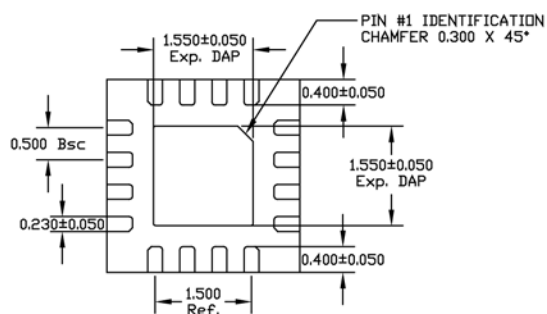 PIN #1 IDENTIFICATION
CHAMFER 0.300 X 45°
1.550±0.050
Exp. DAP
0.400±0.050
0.500 Bsc
1.550±0.050
Exp. DAP
0.230±0.050
0.400±0.050
1.500
Ref.